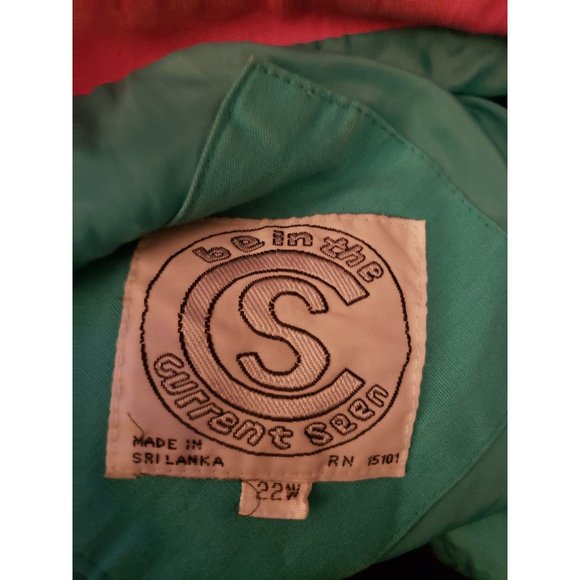 be in the
CS
current seen
MADE IN
SRI LANKA
RN 15101
22W